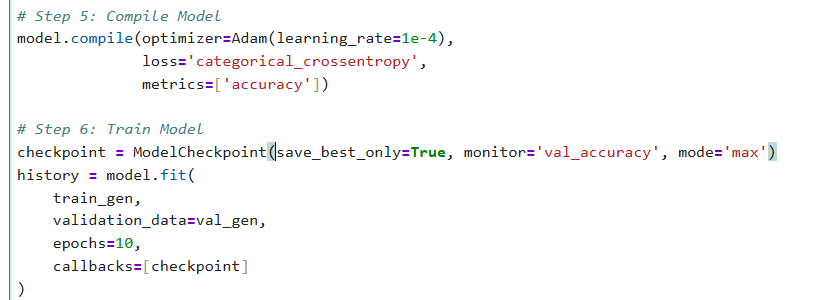 # Step 5: Compile Model
model.compile(optimizer=Adam(learning_rate=1e-4),
              loss='categorical_crossentropy',
              metrics=['accuracy'])

# Step 6: Train Model
checkpoint = ModelCheckpoint(save_best_only=True, monitor='val_accuracy', mode='max')
history = model.fit(
    train_gen,
    validation_data=val_gen,
    epochs=10,
    callbacks=[checkpoint]
)